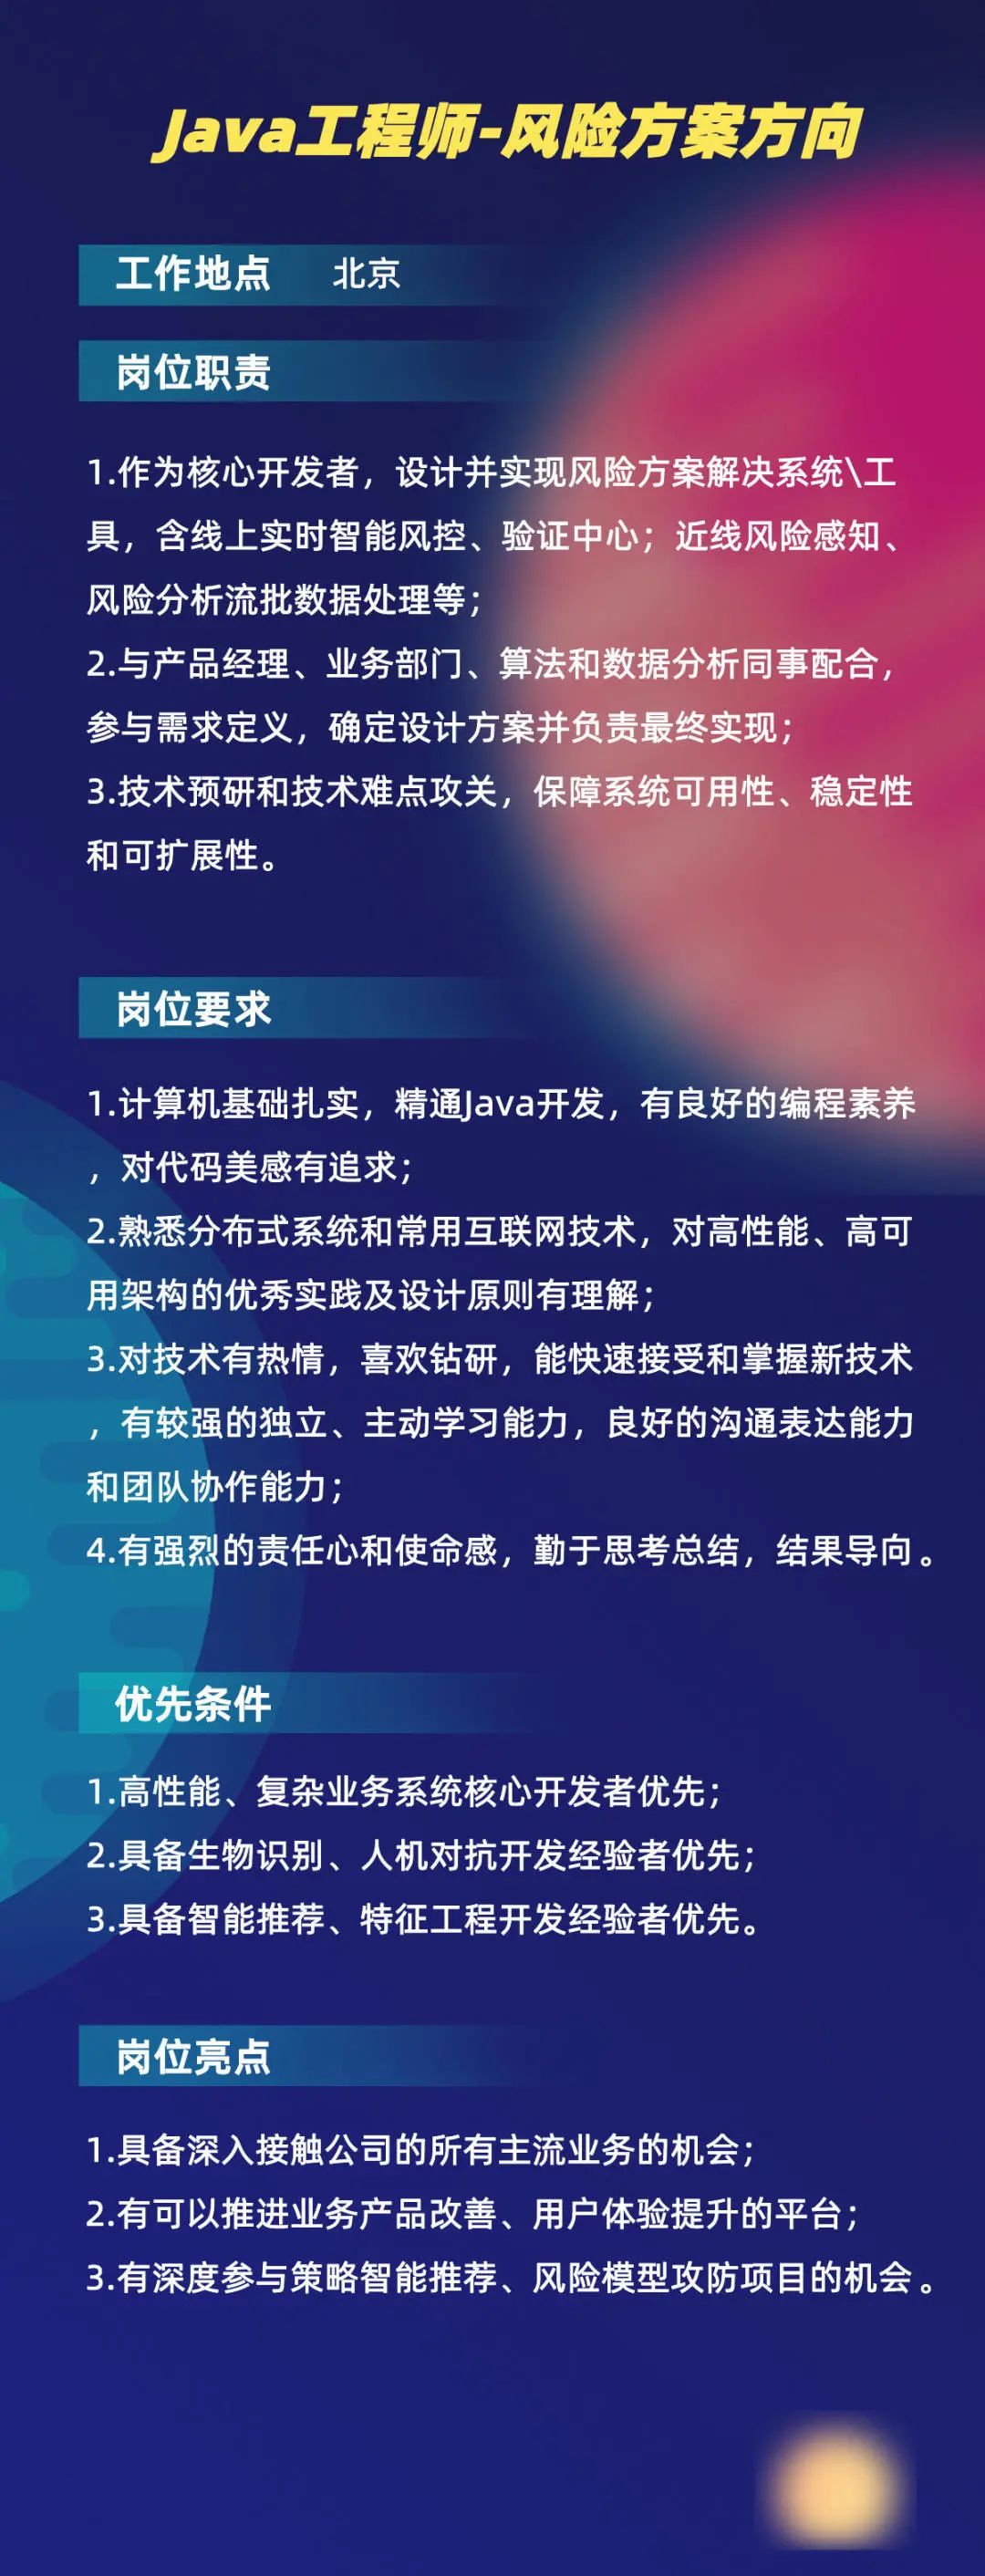 Java工程师-风险方案方向
工作地点 北京
岗位职责
1.作为核心开发者，设计并实现风险方案解决系统\工
具，含线上实时智能风控、验证中心；近线风险感知、
风险分析流批数据处理等；
2.与产品经理、业务部门、算法和数据分析同事配合，
参与需求定义，确定设计方案并负责最终实现；
3.技术预研和技术难点攻关，保障系统可用性、稳定性
和可扩展性。
岗位要求
1.计算机基础扎实，精通Java开发，有良好的编程素养
，对代码美感有追求；
2.熟悉分布式系统和常用互联网技术，对高性能、高可
用架构的优秀实践及设计原则有理解；
3.对技术有热情，喜欢钻研，能快速接受和掌握新技术
，有较强的独立、主动学习能力，良好的沟通表达能力
和团队协作能力；
4.有强烈的责任心和使命感，勤于思考总结，结果导向。
优先条件
1.高性能、复杂业务系统核心开发者优先；
2.具备生物识别、人机对抗开发经验者优先；
3.具备智能推荐、特征工程开发经验者优先。
岗位亮点
1.具备深入接触公司的所有主流业务的机会；
2.有可以推进业务产品改善、用户体验提升的平台；
3.有深度参与策略智能推荐、风险模型攻防项目的机会。